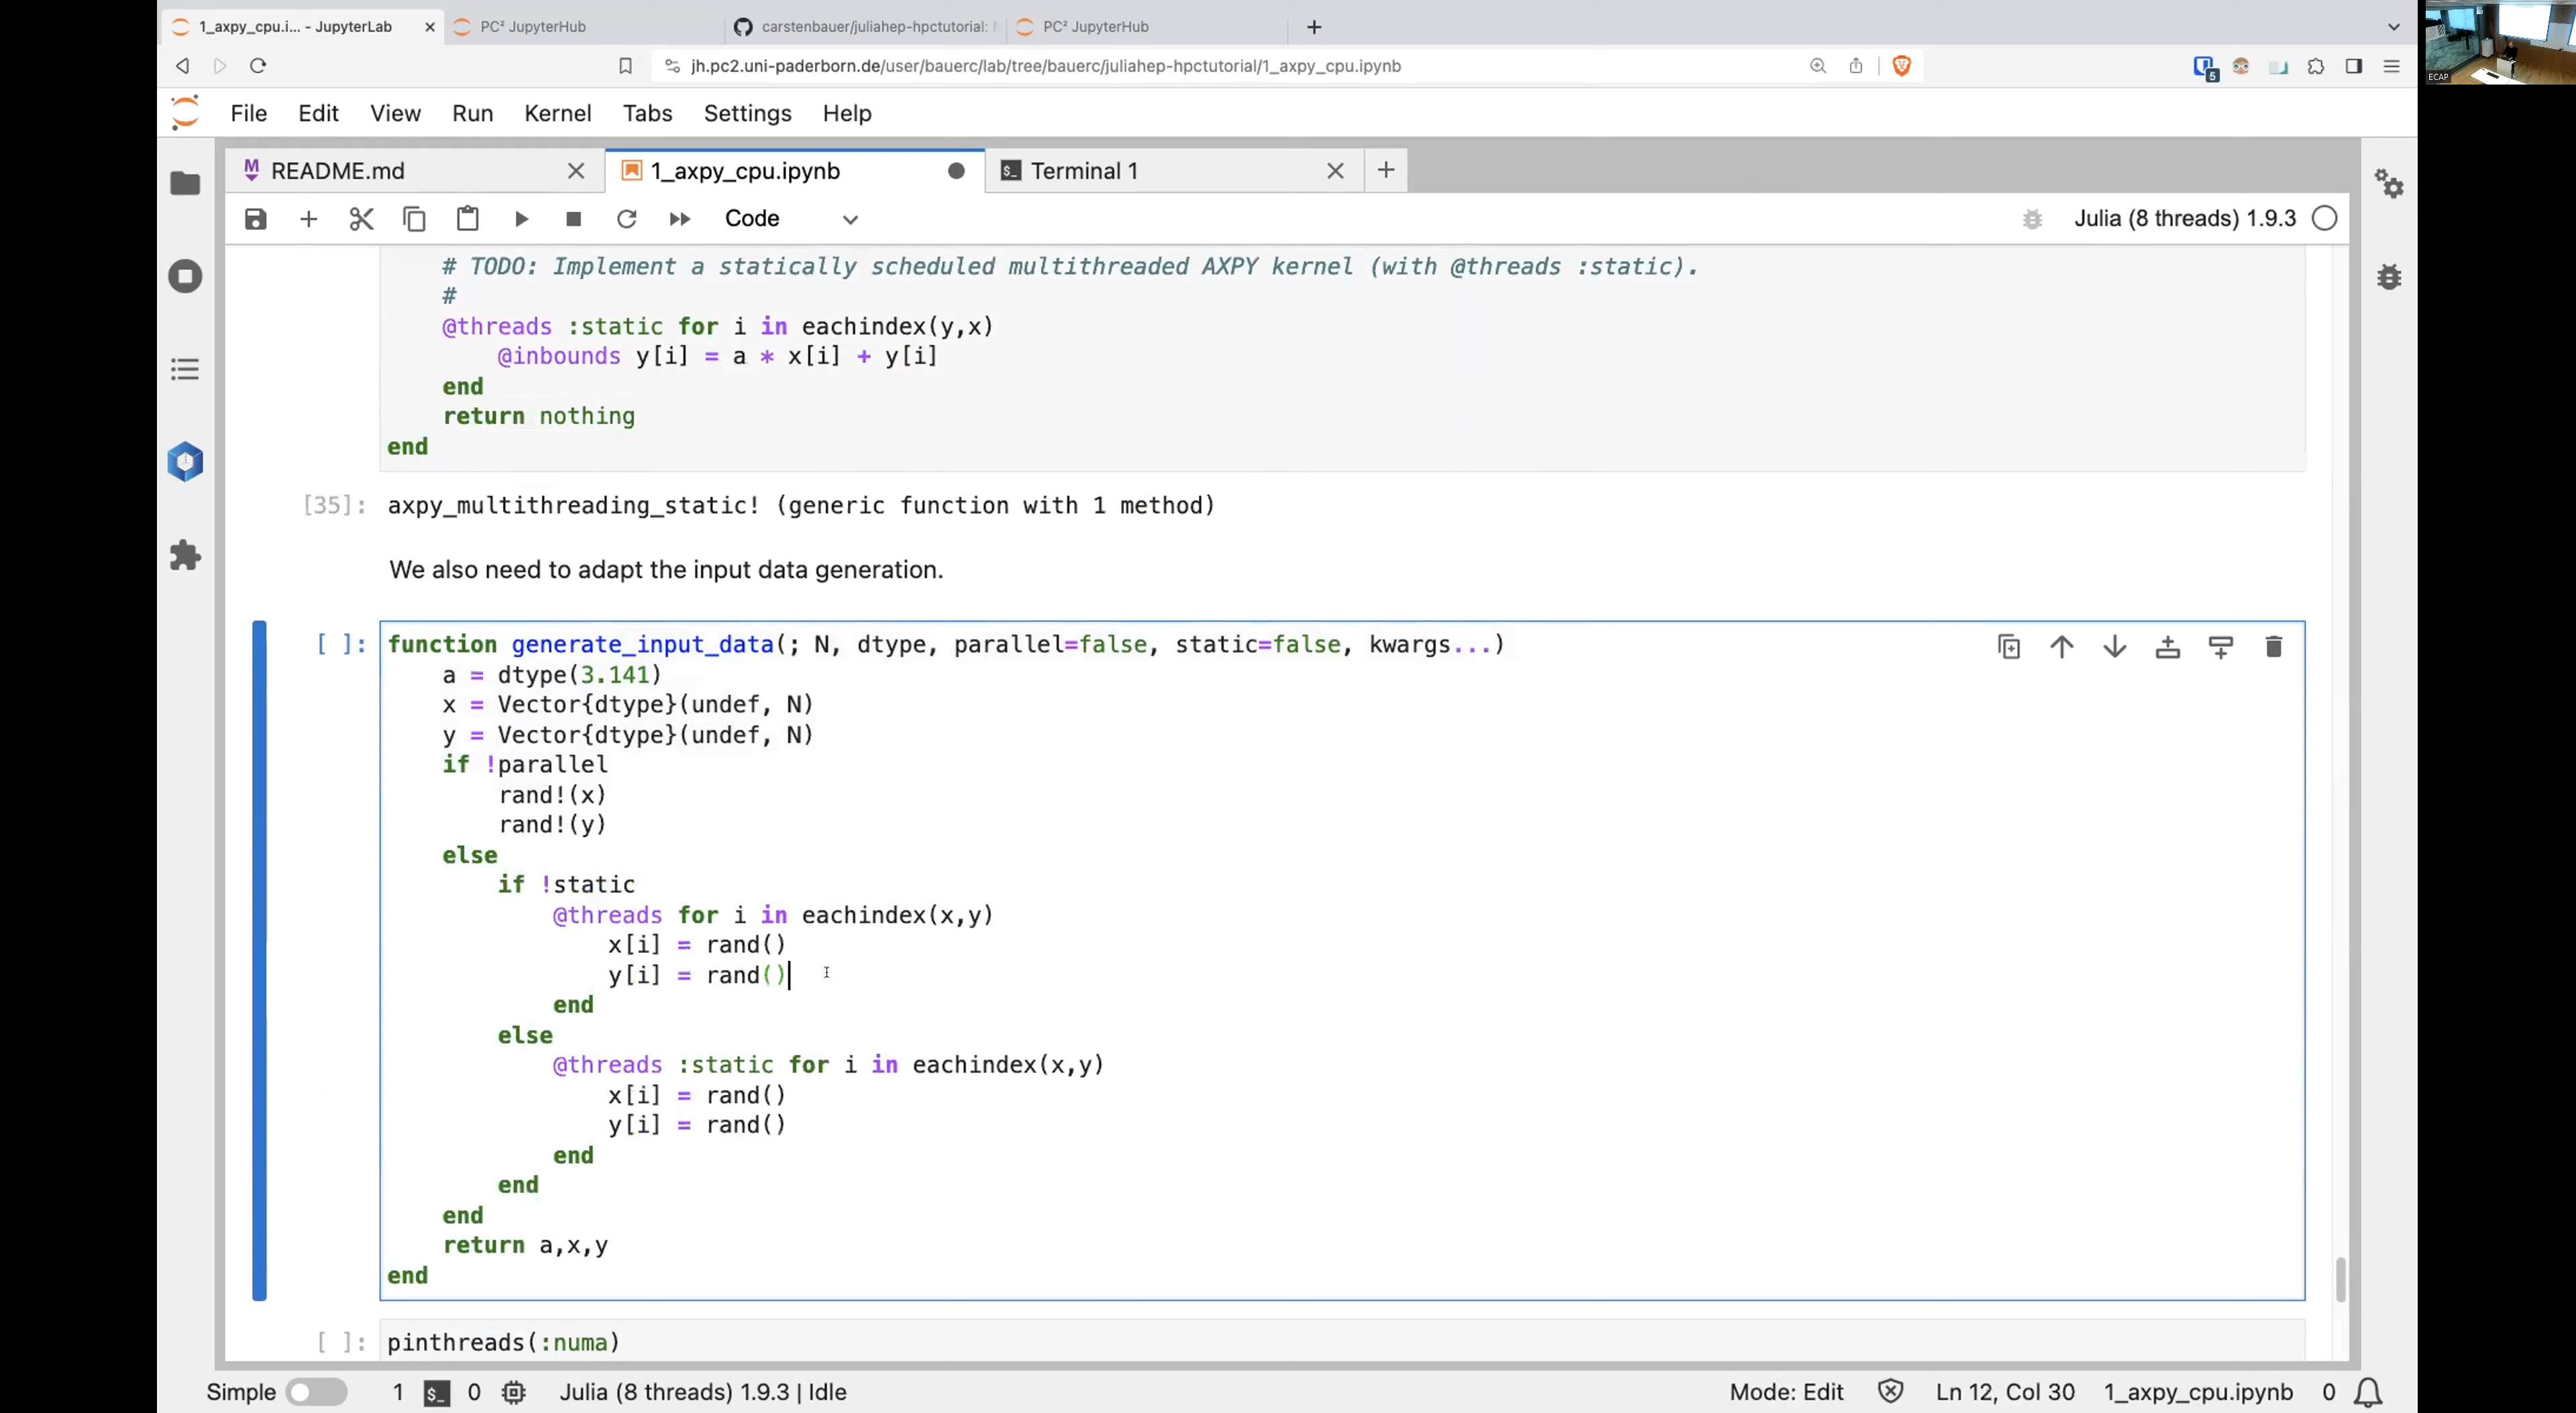 1_axpy_cpu.i... - JupyterLab
PC² JupyterHub
carstenbauer/juliahep-hpctutorial:
PC² JupyterHub
jh.pc2.uni-paderborn.de/user/bauerc/lab/tree/bauerc/juliahep-hpctutorial/1_axpy_cpu.ipynb
5
ECAP
File Edit View Run Kernel Tabs Settings Help
README.md
1_axpy_cpu.ipynb
Terminal 1
Code
Julia (8 threads) 1.9.3
# TODO: Implement a statically scheduled multithreaded AXPY kernel (with @threads :static).
#
@threads :static for i in eachindex(y,x)
@inbounds y[i] = a * x[i] + y[i]
end
return nothing
end
[35]: axpy_multithreading_static! (generic function with 1 method)
We also need to adapt the input data generation.
[ ]: function generate_input_data(; N, dtype, parallel=false, static=false, kwargs...)
a = dtype(3.141)
x = Vector{dtype}(undef, N)
y = Vector{dtype}(undef, N)
if !parallel
rand!(x)
rand!(y)
else
if !static
@threads for i in eachindex(x,y)
x[i] = rand()
y[i] = rand()
end
else
@threads :static for i in eachindex(x,y)
x[i] = rand()
y[i] = rand()
end
end
end
return a,x,y
end
[ ]: pinthreads(:numa)
Simple 1 $_ 0 Julia (8 threads) 1.9.3 | Idle Mode: Edit Ln 12, Col 30 1_axpy_cpu.ipynb 0